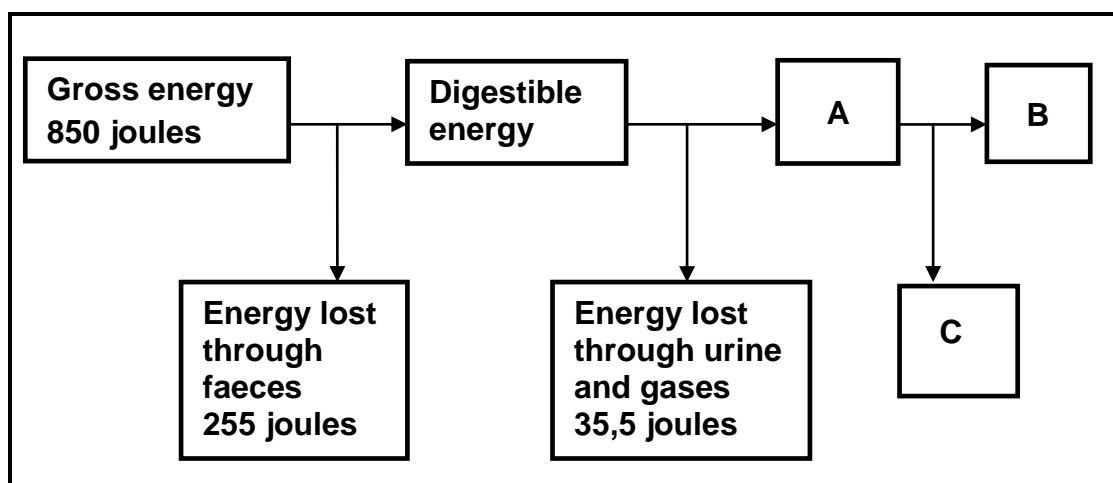 Gross energy
850 joules
Digestible
energy
A
B
Energy lost
through
faeces
255 joules
Energy lost
through urine
and gases
35,5 joules
C